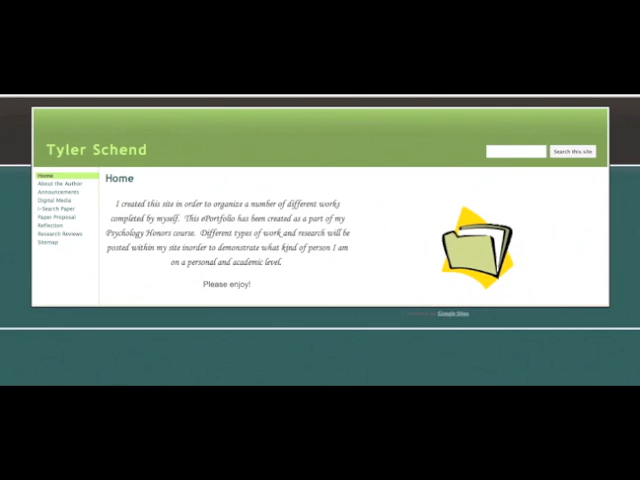 Tyler Schend
Search this site
Home
About the Author
Announcements
Digital Media
I-Search Paper
Paper Proposal
Reflection
Research Reviews
Sitemap
Home
I created this site in order to organize a number of different works
completed by myself. This ePortfolio has been created as a part of my
Psychology Honors course. Different types of work and research will be
posted within my site inorder to demonstrate what kind of person I am
on a personal and academic level.
Please enjoy!
Google Sites